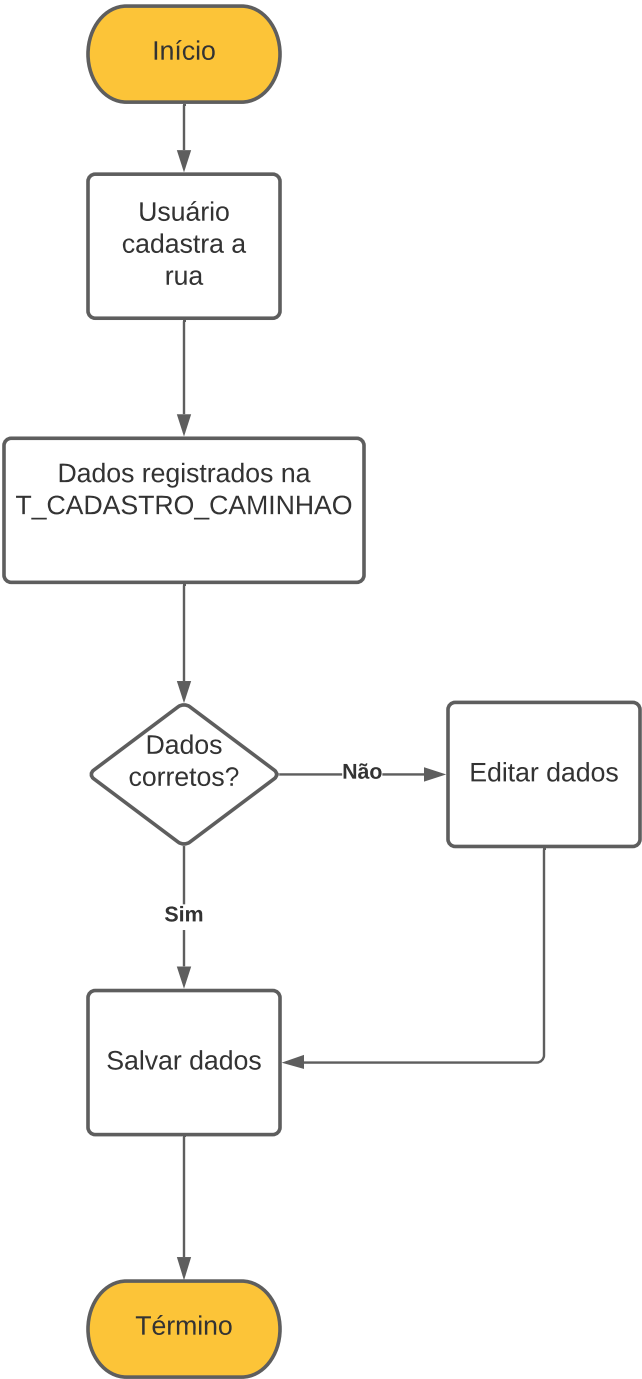 Início
Usuário
cadastra a
rua
Dados registrados na
T_CADASTRO_CAMINHAO
Dados
corretos?
Não
Editar dados
Sim
Salvar dados
Término